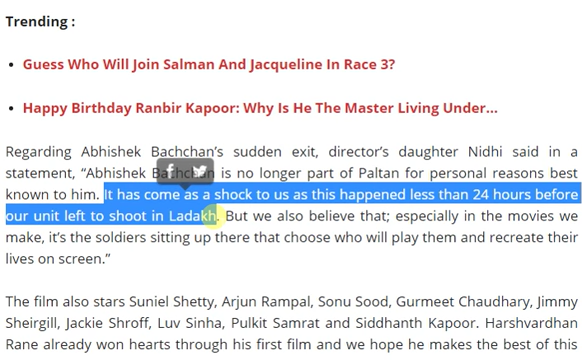 Trending :
• Guess Who Will Join Salman And Jacqueline In Race 3?
• Happy Birthday Ranbir Kapoor: Why Is He The Master Living Under...
Regarding Abhishek Bachchan’s sudden exit, director’s daughter Nidhi said in a
statement, “Abhishek Bachchan is no longer part of Paltan for personal reasons best
known to him. It has come as a shock to us as this happened less than 24 hours before
our unit left to shoot in Ladakh. But we also believe that; especially in the movies we
make, it’s the soldiers sitting up there that choose who will play them and recreate their
lives on screen.”
The film also stars Suniel Shetty, Arjun Rampal, Sonu Sood, Gurmeet Chaudhary, Jimmy
Sheirgill, Jackie Shroff, Luv Sinha, Pulkit Samrat and Siddhanth Kapoor. Harshvardhan
Rane already won hearts through his first film and we hope he makes the best of this